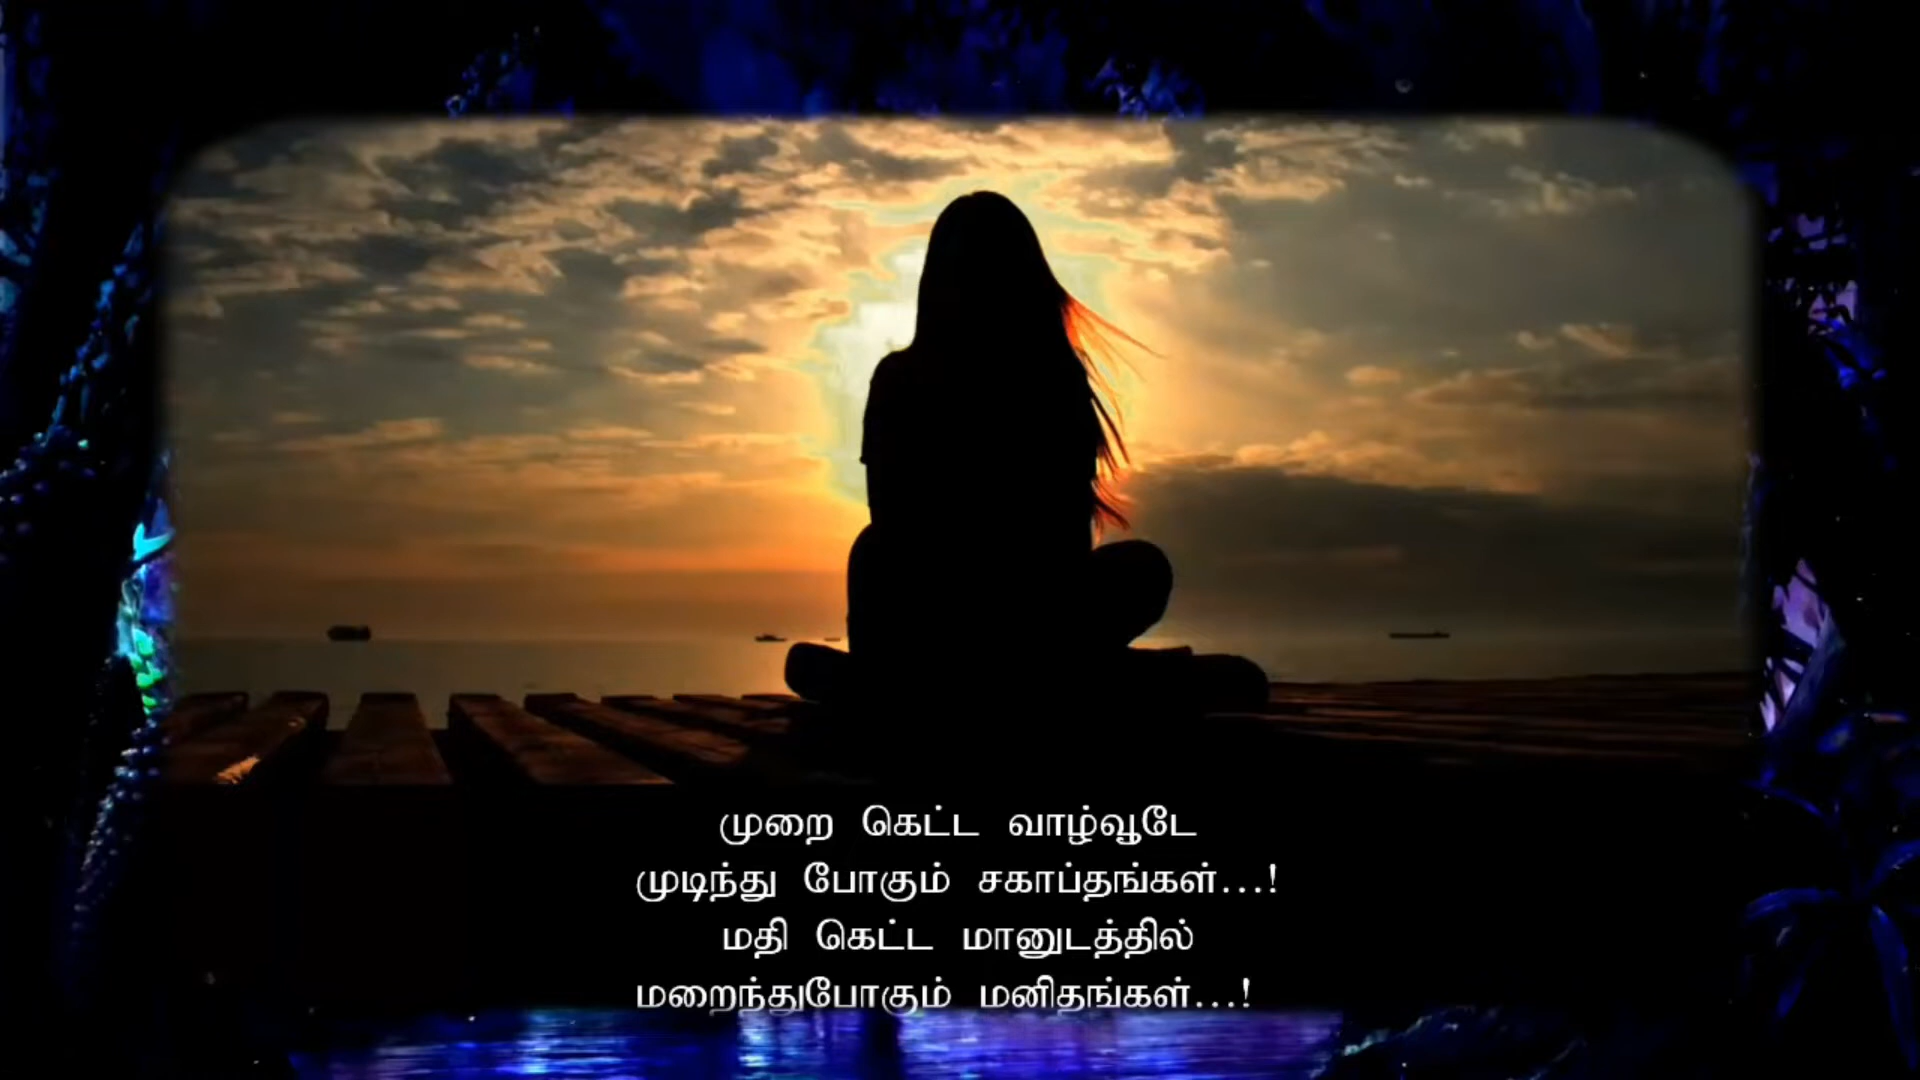 முறை கெட்ட வாழ்வூடே
முடிந்து போகும் சகாப்தங்கள்...!
மதி கெட்ட மானுடத்தில்
மறைந்துபோகும் மனிதங்கள்...!